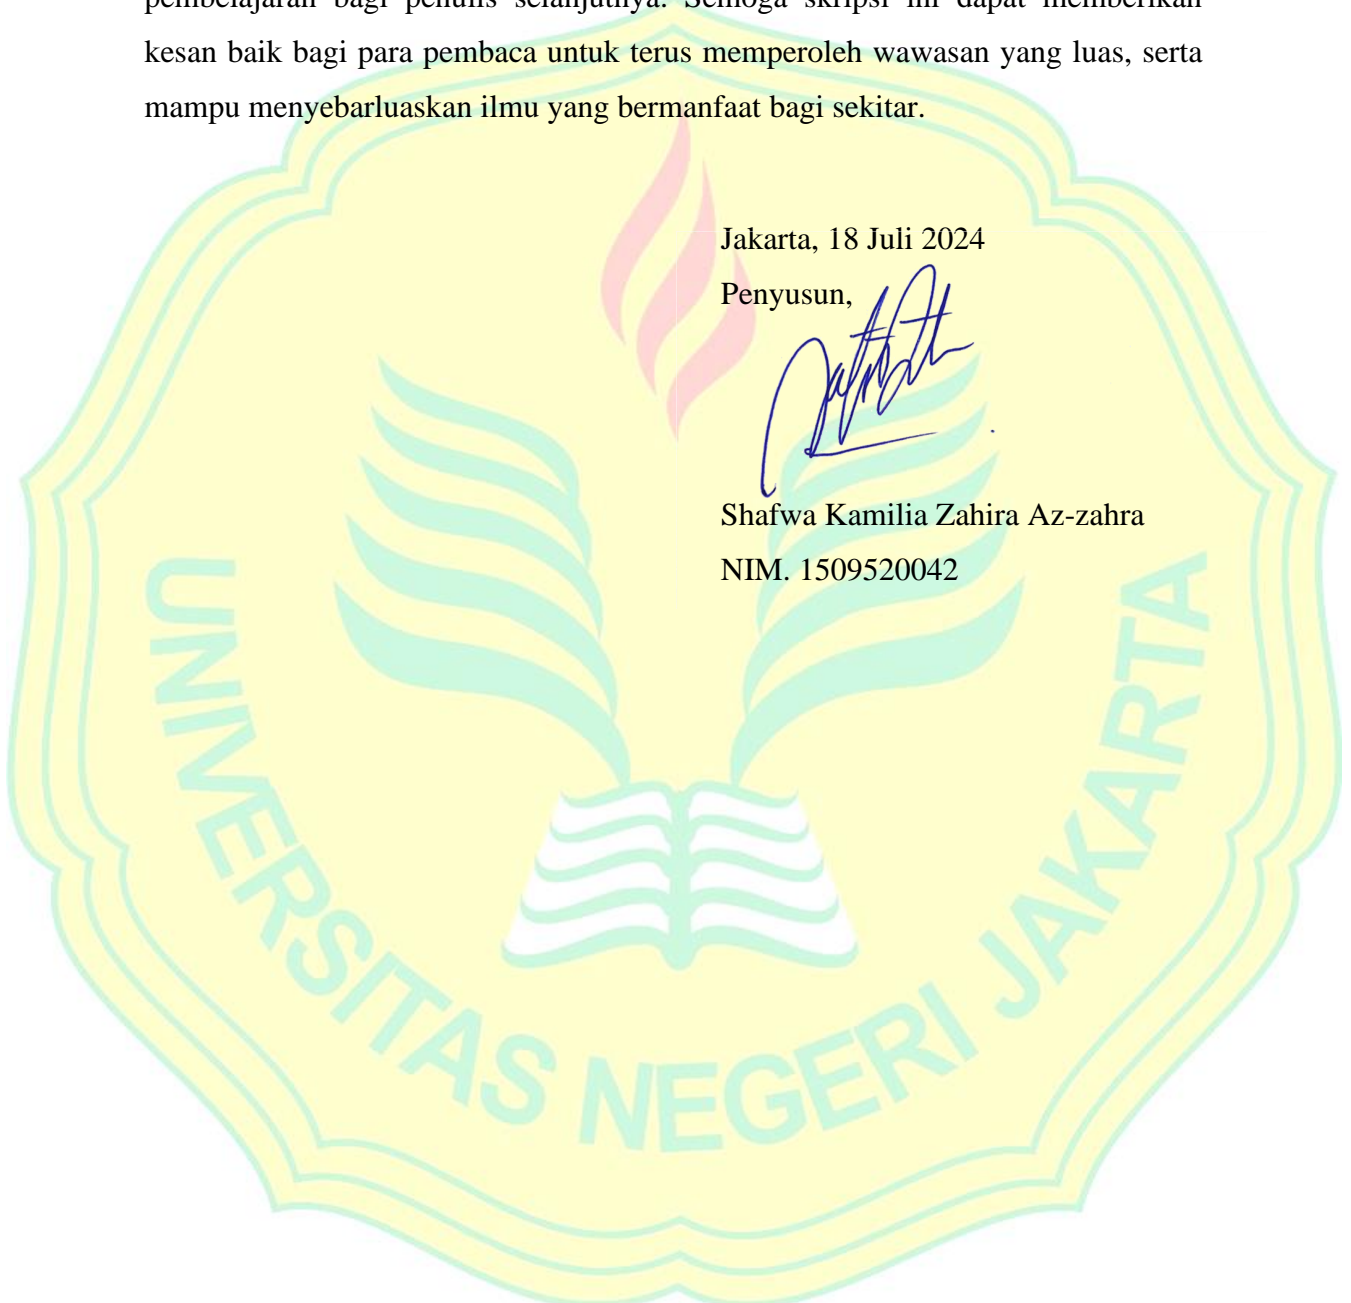 pembelajaran bagi penulis selanjutnya. Semoga skripsi ini dapat memberikan
kesan baik bagi para pembaca untuk terus memperoleh wawasan yang luas, serta
mampu menyebarluaskan ilmu yang bermanfaat bagi sekitar.
Jakarta, 18 Juli 2024
Penyusun,
Shafwa Kamilia Zahira Az-zahra
NIM. 1509520042
UNIVERSITAS NEGERI JAKARTA